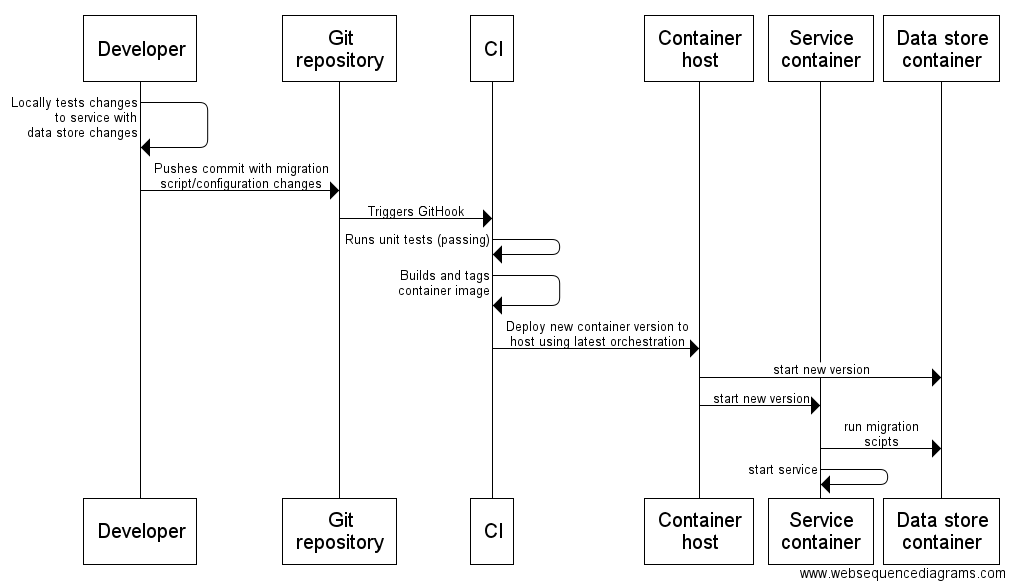 Developer
Git
repository
CI
Container
host
Service
container
Data store
container
Locally tests changes
to service with
data store changes
Pushes commit with migration
script/configuration changes
Triggers GitHook
Runs unit tests (passing)
Builds and tags
container image
Deploy new container version to
host using latest orchestration
start new version
start new version
run migration
scipts
start service
Developer
Git
repository
CI
Container
host
Service
container
Data store
container
www.websequencediagrams.com